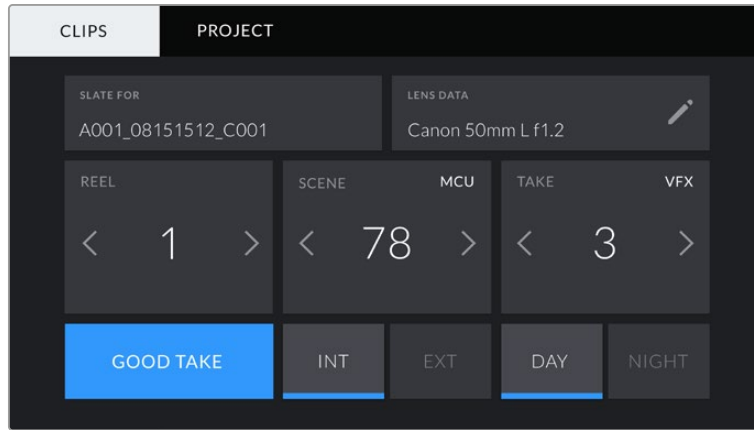 CLIPS PROJECT
SLATE FOR LENS DATA
A001_08151512_C001 Canon 50mm L f1.2
REEL SCENE MCU TAKE VFX
1 78 3
GOOD TAKE INT EXT DAY NIGHT